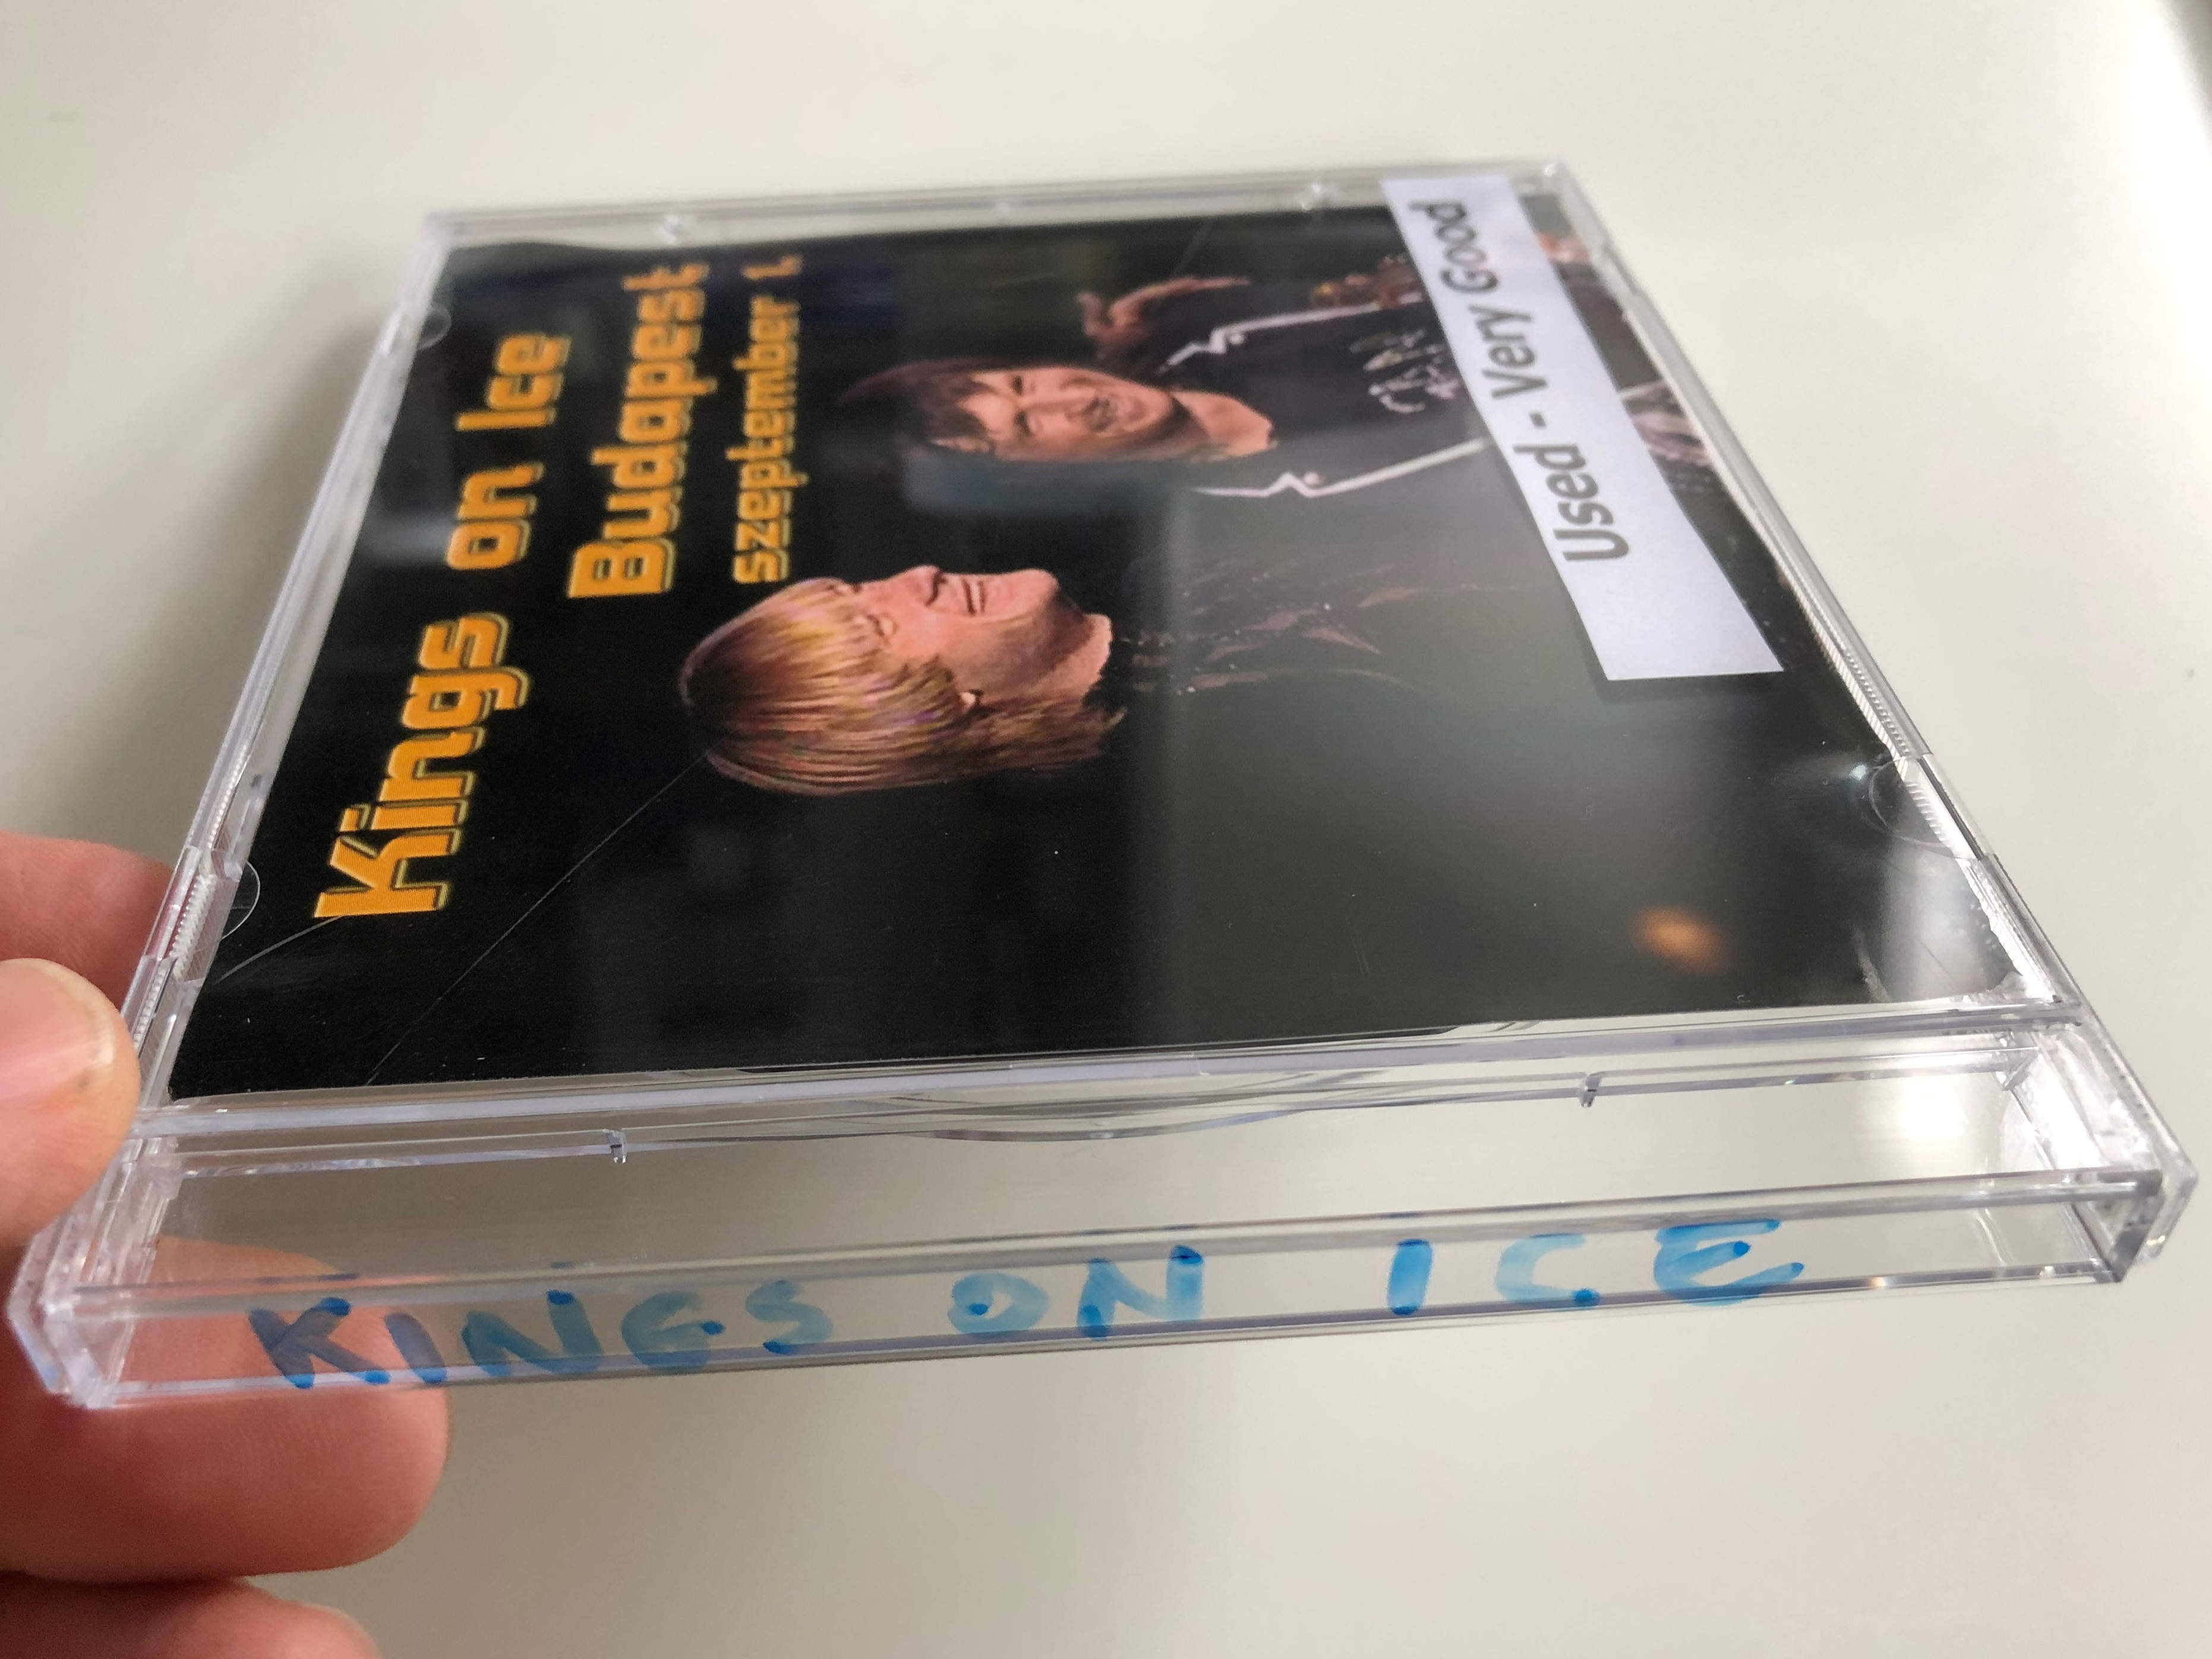 Kings on Ice
Budapest
szeptember 1.
Used - Very Good
KINGS ON ICE